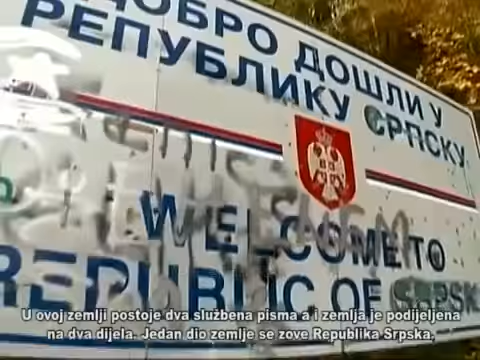 ДОБРО ДОШЛИ У
РЕПУБЛИКУ СРПСКУ
WELCOME TO
REPUBLIC OF SRPSK
U ovoj zemlji postoje dva službena pisma a i zemlja je podijeljena
na dva dijela. Jedan dio zemlje se zove Republika Srpska,